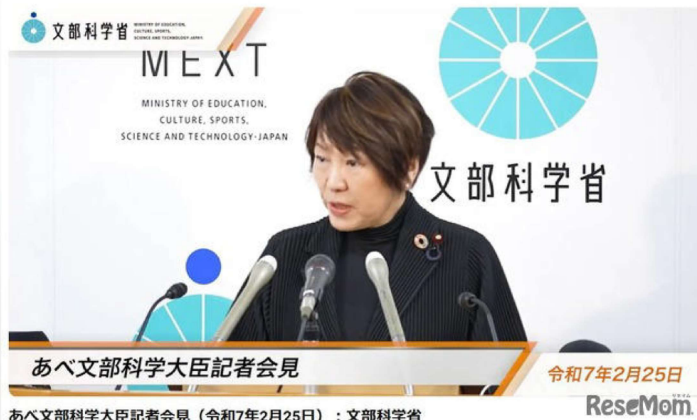 文部科学省
MINISTRY OF EDUCATION,
CULTURE, SPORTS,
SCIENCE AND TECHNOLOGY-JAPAN
MEXT
MINISTRY OF EDUCATION,
CULTURE, SPORTS,
SCIENCE AND TECHNOLOGY-JAPAN
文部科学省
あべ文部科学大臣記者会見
令和7年2月25日
あべ文部科学大臣記者会見（令和7年2月25日）：文部科学省
ReseMom